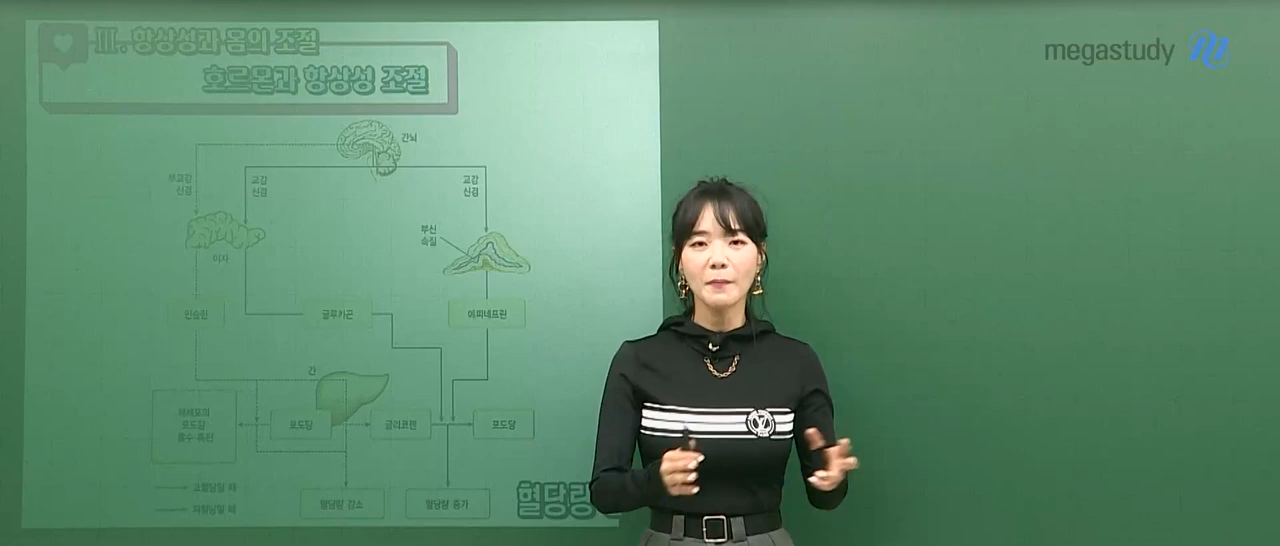 megastudy
Ⅲ. 항상성과 몸의 조절
호르몬과 항상성 조절
간뇌
부교감
신경
교감
신경
교감
신경
부신
속질
이자
인슐린
글루카곤
에피네프린
간
체세포의
포도당
흡수 촉진
포도당
글리코젠
포도당
고혈당일 때
저혈당일 때
혈당량 감소
혈당량 증가
혈당량